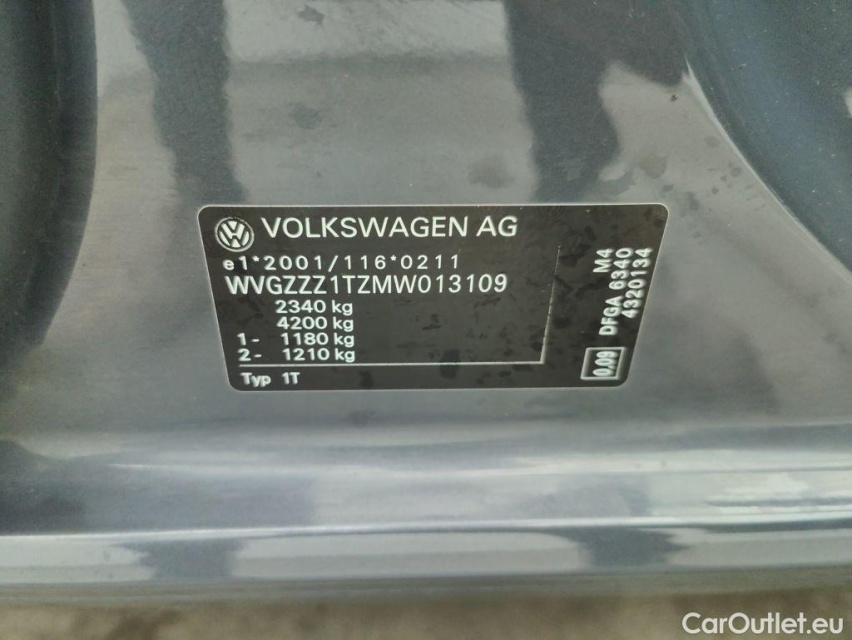 VOLKSWAGEN AG
e1*2001/116*0211
WVGZZZ1TZMW013109
2340 kg
4200 kg
1- 1180 kg
2- 1210 kg
Typ 1T
M4
DFGA 6340
4320134
0.09
CarOutlet.eu